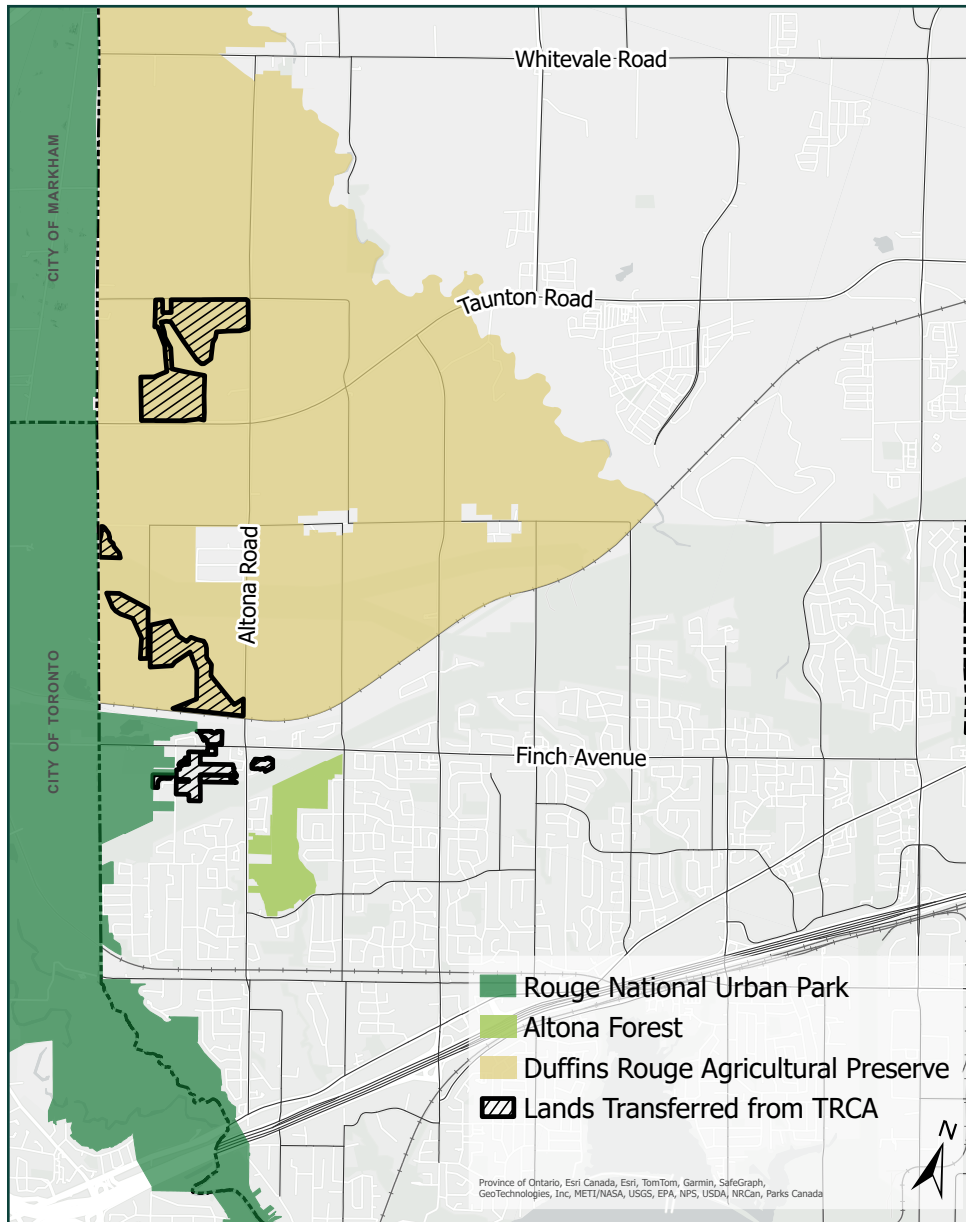 Whitevale Road
CITY OF MARKHAM
Taunton Road
Altona Road
CITY OF TORONTO
Finch Avenue
Rouge National Urban Park
Altona Forest
Duffins Rouge Agricultural Preserve
Lands Transferred from TRCA
N
Province of Ontario, Esri Canada, Esri, TomTom, Garmin, SafeGraph,
GeoTechnologies, Inc, METI/NASA, USGS, EPA, NPS, USDA, NRCan, Parks Canada